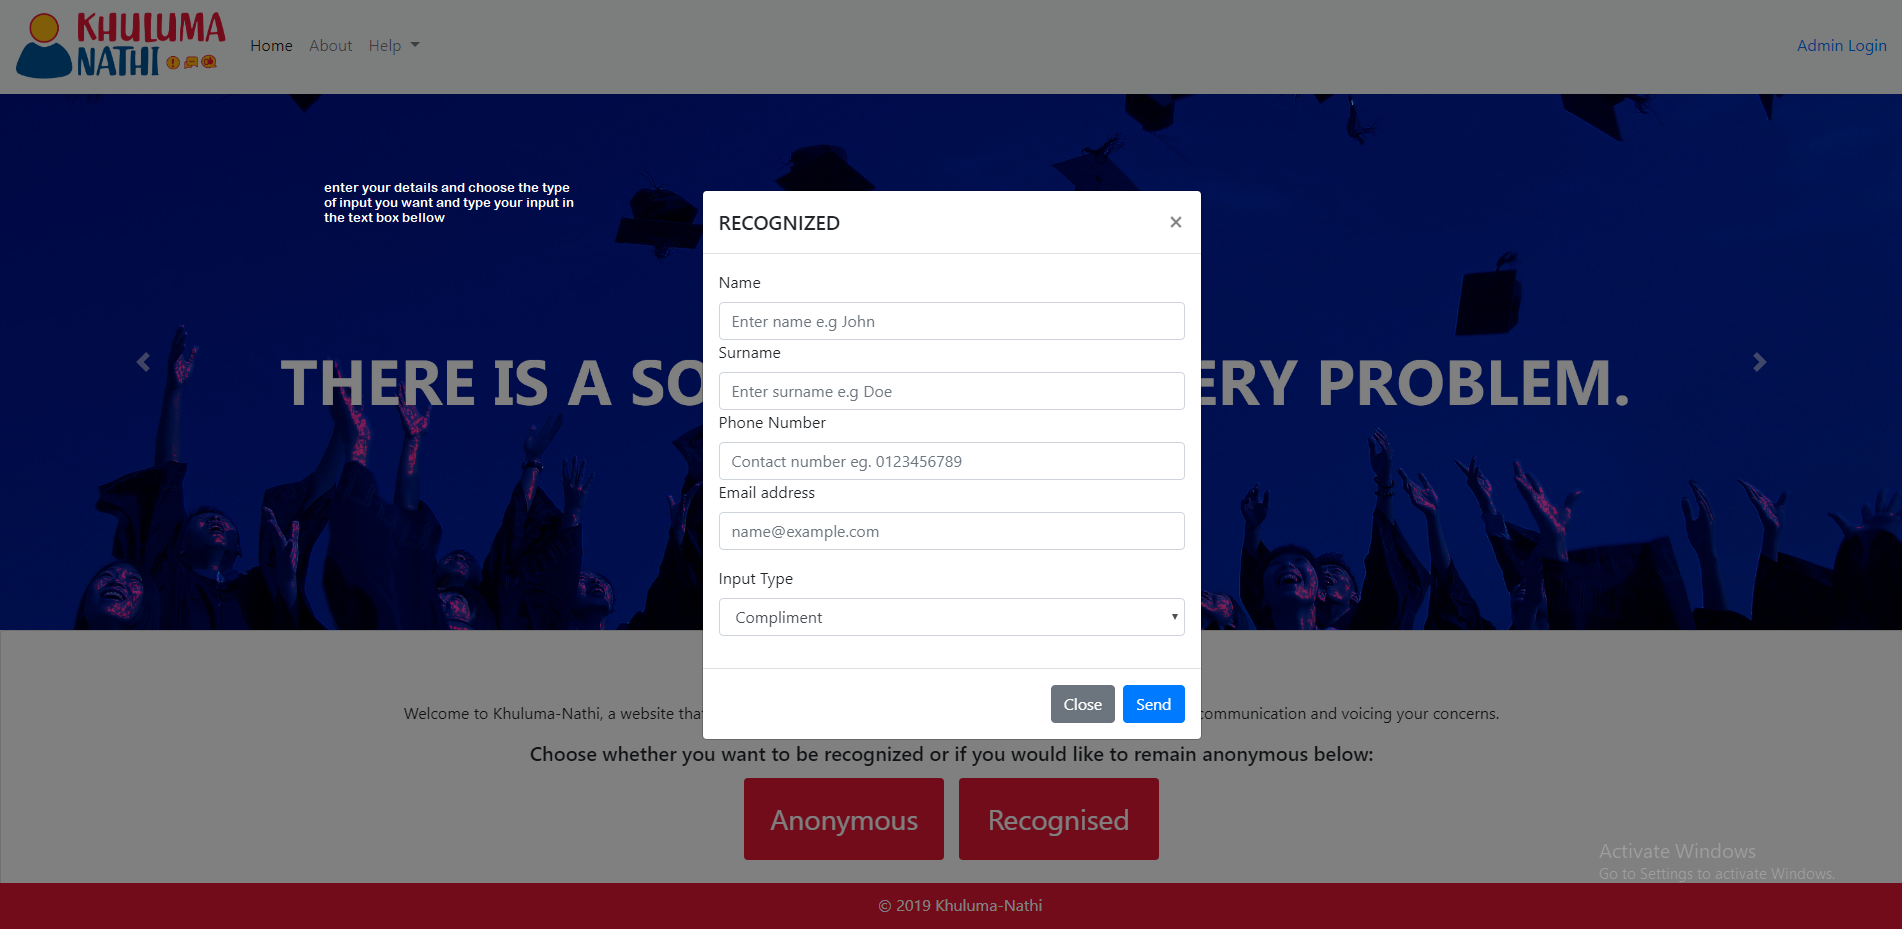 KHULUMA
NATHI
Home About Help
Admin Login
enter your details and choose the type
of input you want and type your input in
the text box bellow
RECOGNIZED
×
Name
Enter name e.g John
Surname
Enter surname e.g Doe
THERE IS A SO
ERY PROBLEM.
Phone Number
Contact number eg. 0123456789
Email address
name@example.com
Input Type
Compliment
Close Send
Welcome to Khuluma-Nathi, a website tha
ommunication and voicing your concerns.
Choose whether you want to be recognized or if you would like to remain anonymous below:
Anonymous Recognised
Activate Windows
Go to Settings to activate Windows.
© 2019 Khuluma-Nathi